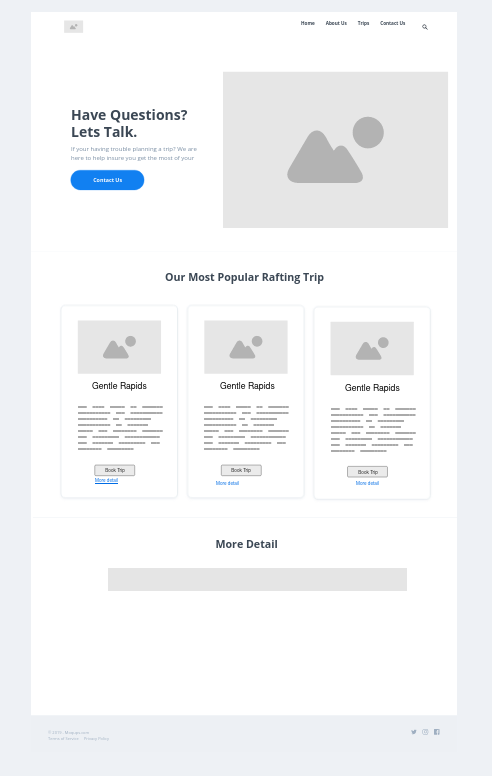 Home About Us Trips Contact Us
Have Questions?
Lets Talk.
If your having trouble planning a trip? We are
here to help insure you get the most of your
Contact Us
Our Most Popular Rafting Trip
Gentle Rapids
Book Trip
More detail
Gentle Rapids
Book Trip
More detail
Gentle Rapids
Book Trip
More detail
More Detail
Terms of Service Privacy Policy